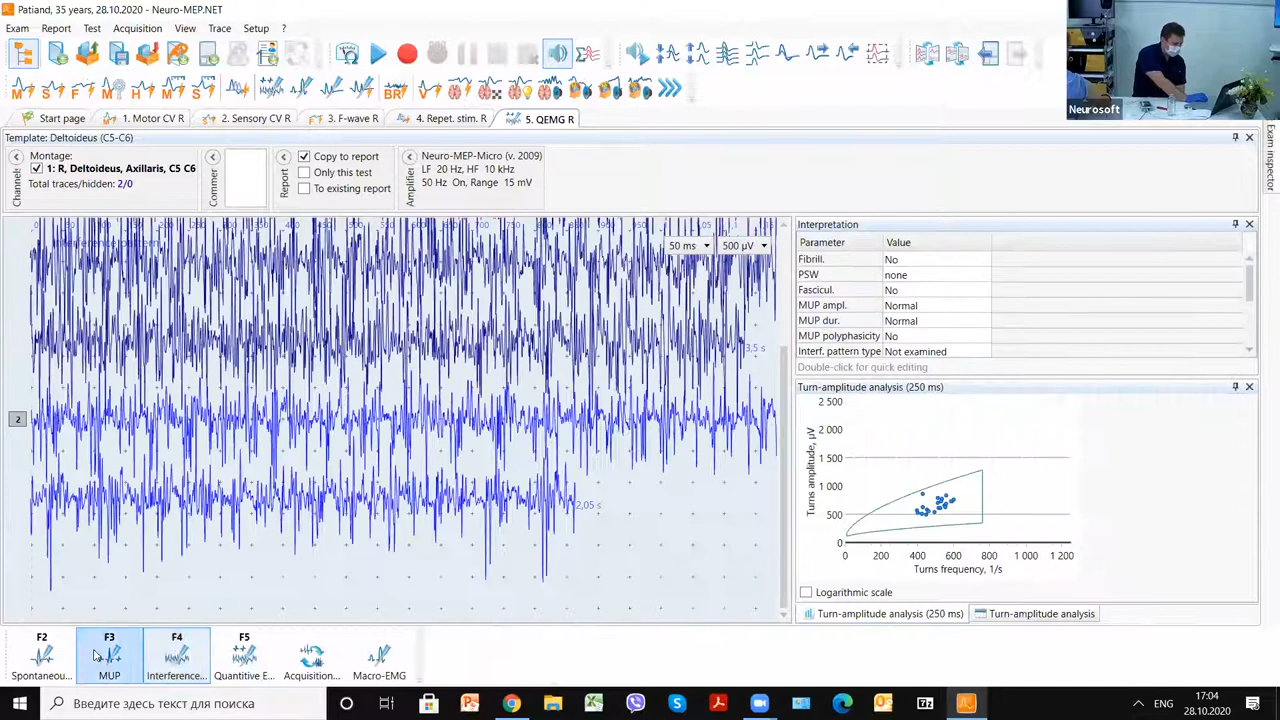 Patiand, 35 years, 28.10.2020 - Neuro-MEP.NET
Exam Report Test Acquisition View Trace Setup ?
Start page 1. Motor CV R 2. Sensory CV R 3. F-wave R 4. Repet. stim. R 5. QEMG R
Template: Deltoideus (C5-C6)
Channels
Montage:
1: R, Deltoideus, Axillaris, C5 C6
Total traces/hidden: 2/0
Commer
Report
Copy to report
Only this test
To existing report
Amplifier
Neuro-MEP-Micro (v. 2009)
LF 20 Hz, HF 10 kHz
50 Hz On, Range 15 mV
Exam inspector
Neurosoft
50 ms 500 µV
3,5 s
2
2,05 s
Interpretation
Parameter Value
Fibrill. No
PSW none
Fascicul. No
MUP ampl. Normal
MUP dur. Normal
MUP polyphasicity No
Interf. pattern type Not examined
Double-click for quick editing
Turn-amplitude analysis (250 ms)
Turns amplitude, µV
2 500
2 000
1 500
1 000
500
0
0 200 400 600 800 1 000 1 200
Turns frequency, 1/s
Logarithmic scale
Turn-amplitude analysis (250 ms) Turn-amplitude analysis
F2 F3 F4 F5
Spontaneou... MUP Interference... Quantitive E... Acquisition... Macro-EMG
Введите здесь текст для поиска
ENG
17:04
28.10.2020